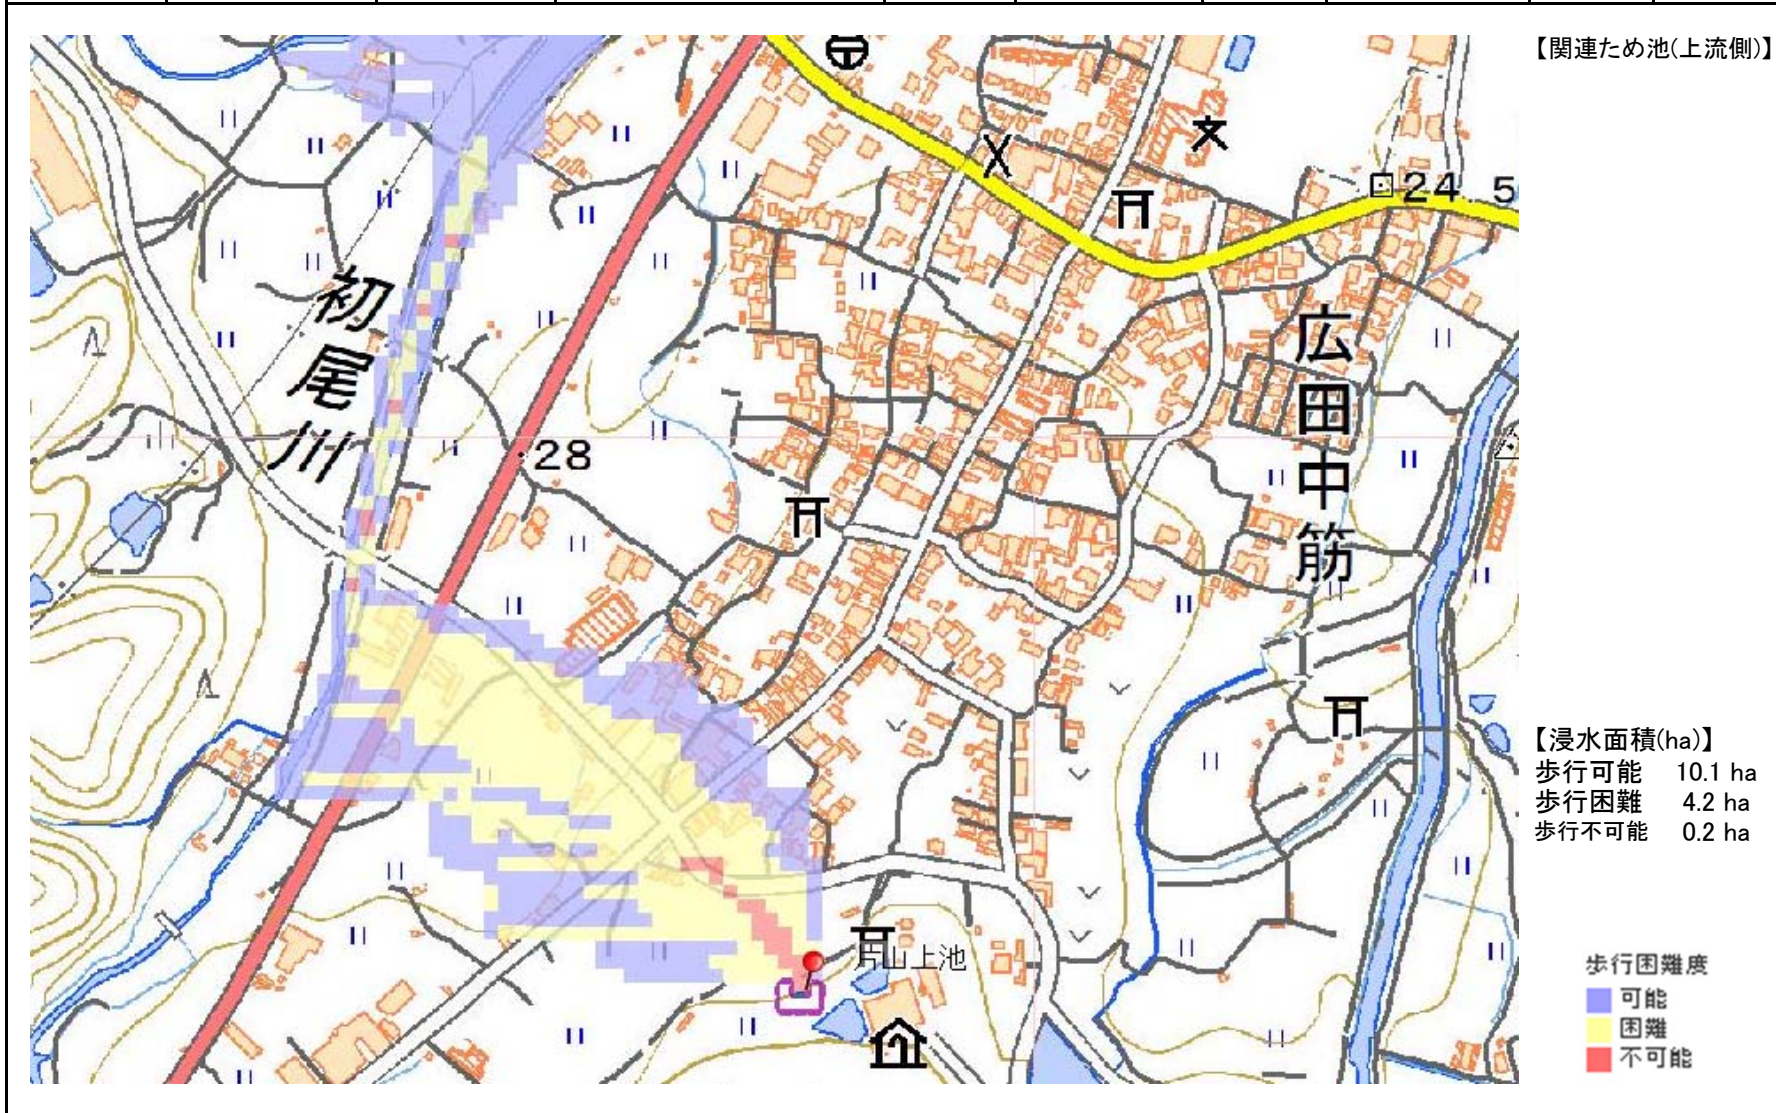 【関連ため池(上流側)】
24.5
初尾川
広田中筋
28
片山上池
【浸水面積(ha)】
歩行可能 10.1 ha
歩行困難 4.2 ha
歩行不可能 0.2 ha
歩行困難度
可能
困難
不可能